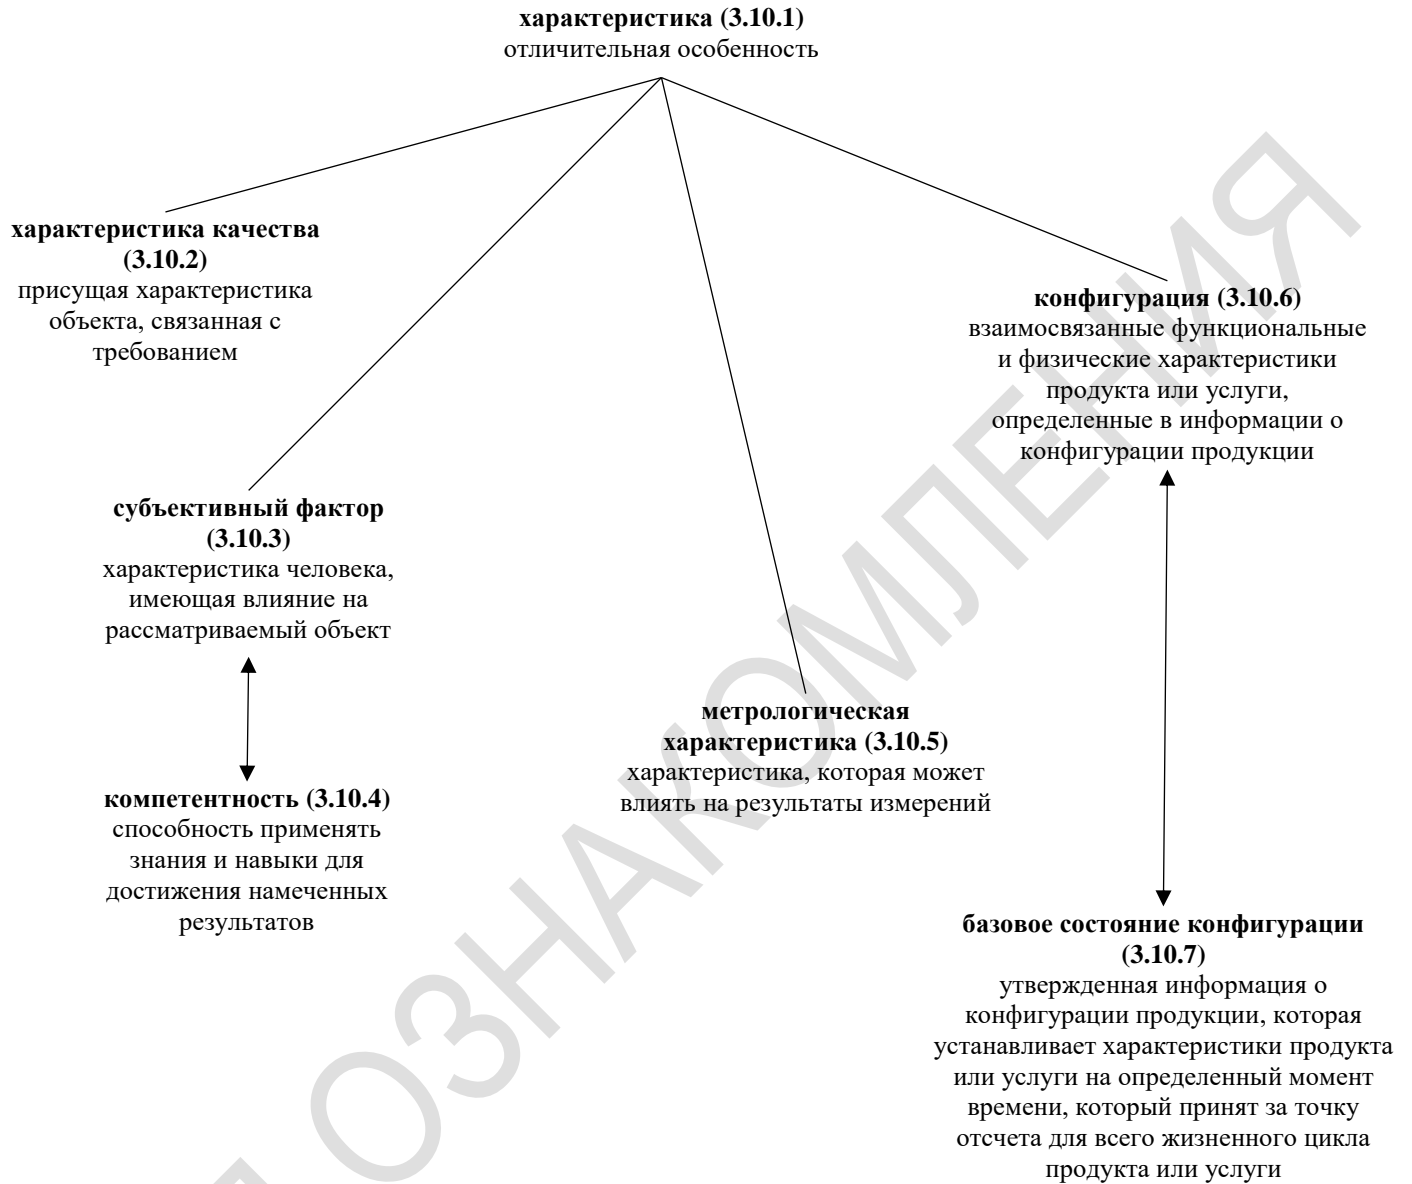 характеристика (3.10.1)
отличительная особенность
характеристика качества
(3.10.2)
присущая характеристика
объекта, связанная с
требованием
конфигурация (3.10.6)
взаимосвязанные функциональные
и физические характеристики
продукта или услуги,
определенные в информации о
конфигурации продукции
субъективный фактор
(3.10.3)
характеристика человека,
имеющая влияние на
рассматриваемый объект
метрологическая
характеристика (3.10.5)
характеристика, которая может
влиять на результаты измерений
компетентность (3.10.4)
способность применять
знания и навыки для
достижения намеченных
результатов
базовое состояние конфигурации
(3.10.7)
утвержденная информация о
конфигурации продукции, которая
устанавливает характеристики продукта
или услуги на определенный момент
времени, который принят за точку
отсчета для всего жизненного цикла
продукта или услуги
ОЗНАКОМЛЕНИЯ